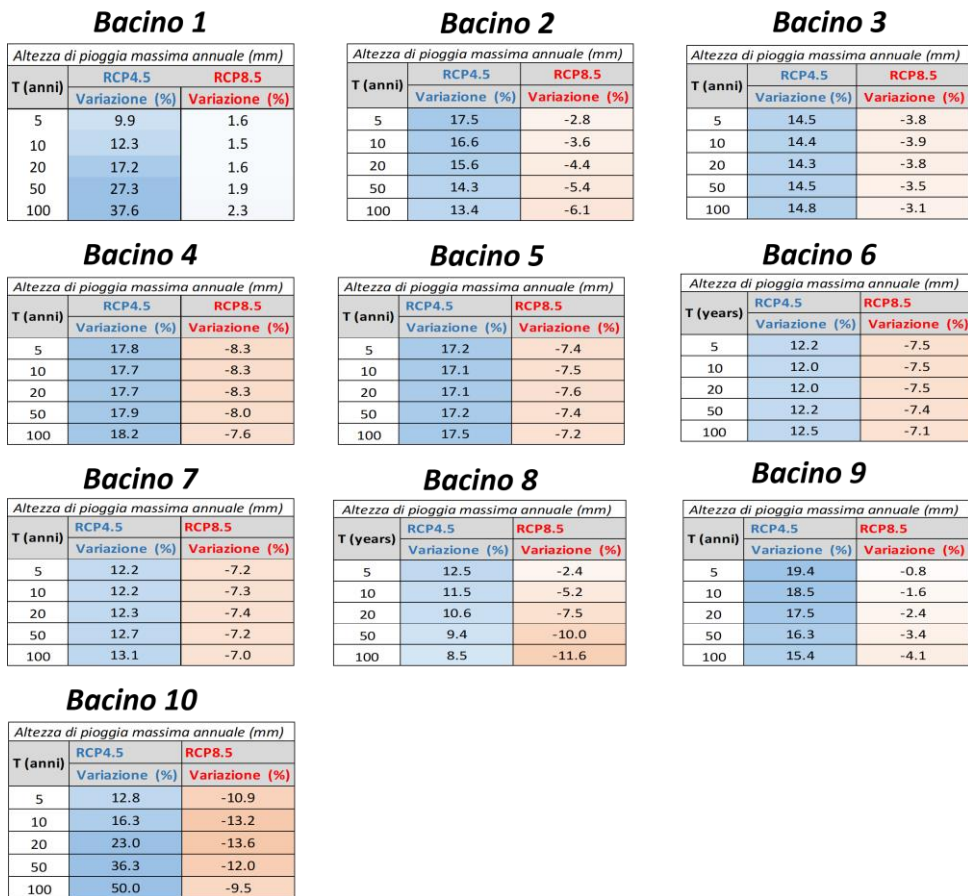 Bacino 1
Altezza di pioggia massima annuale (mm)
T (anni) RCP4.5 RCP8.5
Variazione (%) Variazione (%)
5 9.9 1.6
10 12.3 1.5
20 17.2 1.6
50 27.3 1.9
100 37.6 2.3
Bacino 2
Altezza di pioggia massima annuale (mm)
T (anni) RCP4.5 RCP8.5
Variazione (%) Variazione (%)
5 17.5 -2.8
10 16.6 -3.6
20 15.6 -4.4
50 14.3 -5.4
100 13.4 -6.1
Bacino 3
Altezza di pioggia massima annuale (mm)
T (anni) RCP4.5 RCP8.5
Variazione (%) Variazione (%)
5 14.5 -3.8
10 14.4 -3.9
20 14.3 -3.8
50 14.5 -3.5
100 14.8 -3.1
Bacino 4
Altezza di pioggia massima annuale (mm)
T (anni) RCP4.5 RCP8.5
Variazione (%) Variazione (%)
5 17.8 -8.3
10 17.7 -8.3
20 17.7 -8.3
50 17.9 -8.0
100 18.2 -7.6
Bacino 5
Altezza di pioggia massima annuale (mm)
T (anni) RCP4.5 RCP8.5
Variazione (%) Variazione (%)
5 17.2 -7.4
10 17.1 -7.5
20 17.1 -7.6
50 17.2 -7.4
100 17.5 -7.2
Bacino 6
Altezza di pioggia massima annuale (mm)
T (years) RCP4.5 RCP8.5
Variazione (%) Variazione (%)
5 12.2 -7.5
10 12.0 -7.5
20 12.0 -7.5
50 12.2 -7.4
100 12.5 -7.1
Bacino 7
Altezza di pioggia massima annuale (mm)
T (anni) RCP4.5 RCP8.5
Variazione (%) Variazione (%)
5 12.2 -7.2
10 12.2 -7.3
20 12.3 -7.4
50 12.7 -7.2
100 13.1 -7.0
Bacino 8
Altezza di pioggia massima annuale (mm)
T (years) RCP4.5 RCP8.5
Variazione (%) Variazione (%)
5 12.5 -2.4
10 11.5 -5.2
20 10.6 -7.5
50 9.4 -10.0
100 8.5 -11.6
Bacino 9
Altezza di pioggia massima annuale (mm)
T (anni) RCP4.5 RCP8.5
Variazione (%) Variazione (%)
5 19.4 -0.8
10 18.5 -1.6
20 17.5 -2.4
50 16.3 -3.4
100 15.4 -4.1
Bacino 10
Altezza di pioggia massima annuale (mm)
T (anni) RCP4.5 RCP8.5
Variazione (%) Variazione (%)
5 12.8 -10.9
10 16.3 -13.2
20 23.0 -13.6
50 36.3 -12.0
100 50.0 -9.5